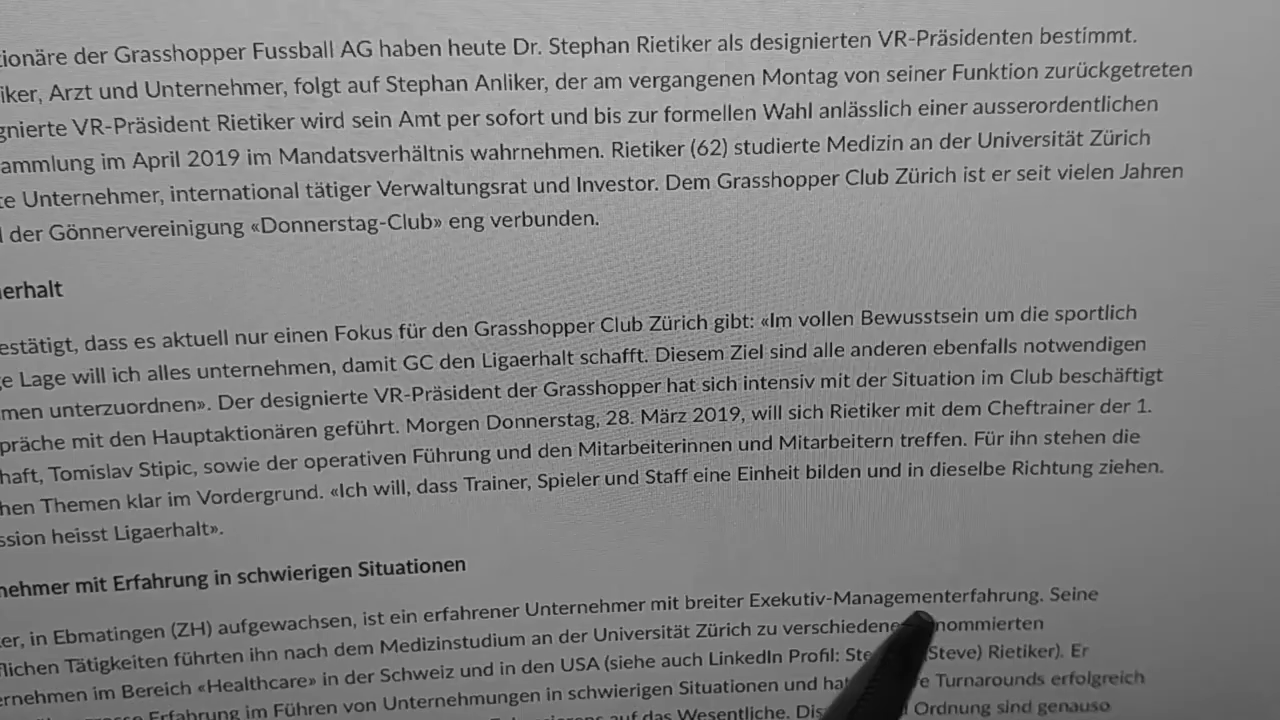 der Grasshopper Fussball AG haben heute Dr. Stephan Rietiker als designierten VR-Präsidenten bestimmt.
Arzt und Unternehmer, folgt auf Stephan Anliker, der am vergangenen Montag von seiner Funktion zurückgetreten
VR-Präsident Rietiker wird sein Amt per sofort und bis zur formellen Wahl anlässlich einer ausserordentlichen
im April 2019 im Mandatsverhältnis wahrnehmen. Rietiker (62) studierte Medizin an der Universität Zürich
Unternehmer, international tätiger Verwaltungsrat und Investor. Dem Grasshopper Club Zürich ist er seit vielen Jahren
der Gönnervereinigung «Donnerstag-Club» eng verbunden.
erhalt
estätigt, dass es aktuell nur einen Fokus für den Grasshopper Club Zürich gibt: «Im vollen Bewusstsein um die sportlich
Lage will ich alles unternehmen, damit GC den Ligaerhalt schafft. Diesem Ziel sind alle anderen ebenfalls notwendigen
men unterzuordnen». Der designierte VR-Präsident der Grasshopper hat sich intensiv mit der Situation im Club beschäftigt
präche mit den Hauptaktionären geführt. Morgen Donnerstag, 28. März 2019, will sich Rietiker mit dem Cheftrainer der 1.
haft, Tomislav Stipic, sowie der operativen Führung und den Mitarbeiterinnen und Mitarbeitern treffen. Für ihn stehen die
hen Themen klar im Vordergrund. «Ich will, dass Trainer, Spieler und Staff eine Einheit bilden und in dieselbe Richtung ziehen.
ssion heisst Ligaerhalt».
nehmer mit Erfahrung in schwierigen Situationen
er, in Ebmatingen (ZH) aufgewachsen, ist ein erfahrener Unternehmer mit breiter Exekutiv-Managementerfahrung. Seine
flichen Tätigkeiten führten ihn nach dem Medizinstudium an der Universität Zürich zu verschiedene nommierten
ernehmen im Bereich «Healthcare» in der Schweiz und in den USA (siehe auch LinkedIn Profil: Ste (Steve) Rietiker). Er
Erfahrung im Führen von Unternehmungen in schwierigen Situationen und hat Turnarounds erfolgreich
auf das Wesentliche. Ordnung sind genauso